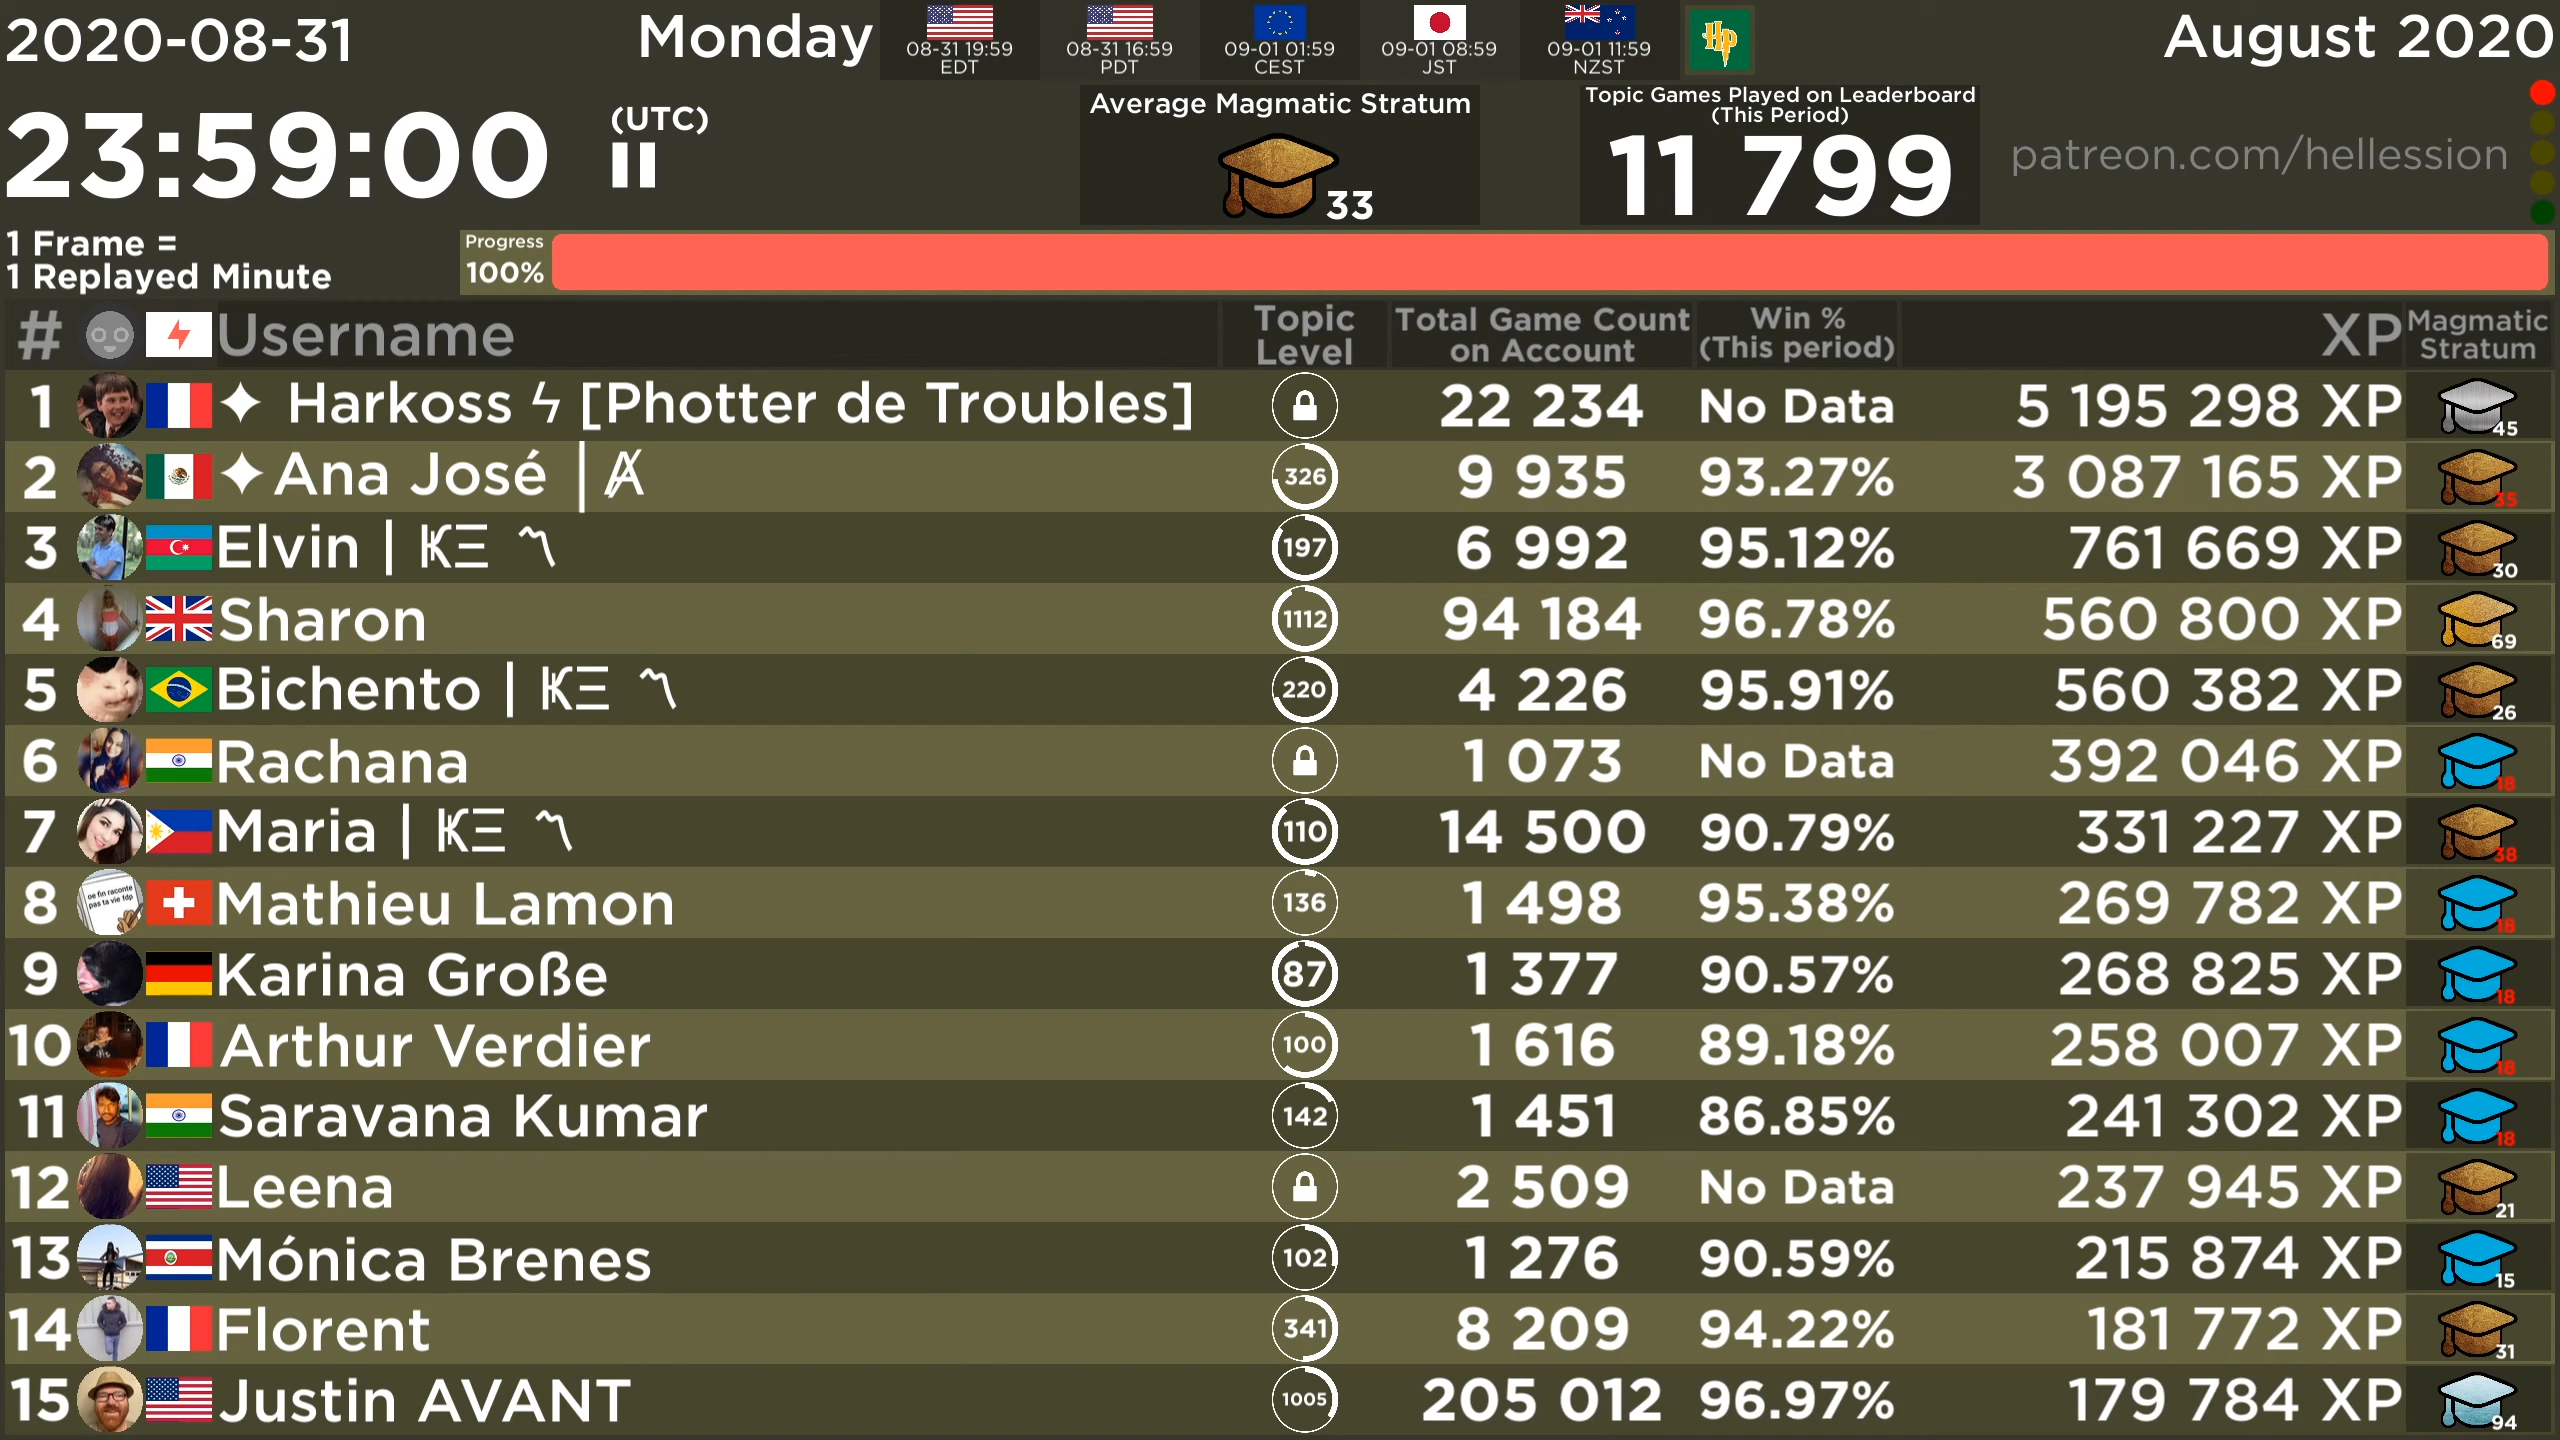 2020-08-31
Monday
08-31 19:59
EDT
08-31 16:59
PDT
09-01 01:59
CEST
09-01 08:59
JST
09-01 11:59
NZST
Hp
August 2020
23:59:00
(UTC)
Average Magmatic Stratum
33
Topic Games Played on Leaderboard
(This Period)
11 799
patreon.com/hellession
1 Frame =
1 Replayed Minute
Progress
100%
# Username Topic Level Total Game Count on Account Win % (This period) XP Magmatic Stratum
1 ✦ Harkoss ϟ [Photter de Troubles] 22 234 No Data 5 195 298 XP 45
2 ✦Ana José | Ⱥ 326 9 935 93.27% 3 087 165 XP 35
3 Elvin | 197 6 992 95.12% 761 669 XP 30
4 Sharon 1112 94 184 96.78% 560 800 XP 69
5 Bichento | 220 4 226 95.91% 560 382 XP 26
6 Rachana 1 073 No Data 392 046 XP 18
7 Maria | 110 14 500 90.79% 331 227 XP 38
8 oe fin raconte pas ta vie fdp Mathieu Lamon 136 1 498 95.38% 269 782 XP 18
9 Karina Große 87 1 377 90.57% 268 825 XP 18
10 Arthur Verdier 100 1 616 89.18% 258 007 XP 18
11 Saravana Kumar 142 1 451 86.85% 241 302 XP 18
12 Leena 2 509 No Data 237 945 XP 21
13 Mónica Brenes 102 1 276 90.59% 215 874 XP 15
14 Florent 341 8 209 94.22% 181 772 XP 31
15 Justin AVANT 1005 205 012 96.97% 179 784 XP 94